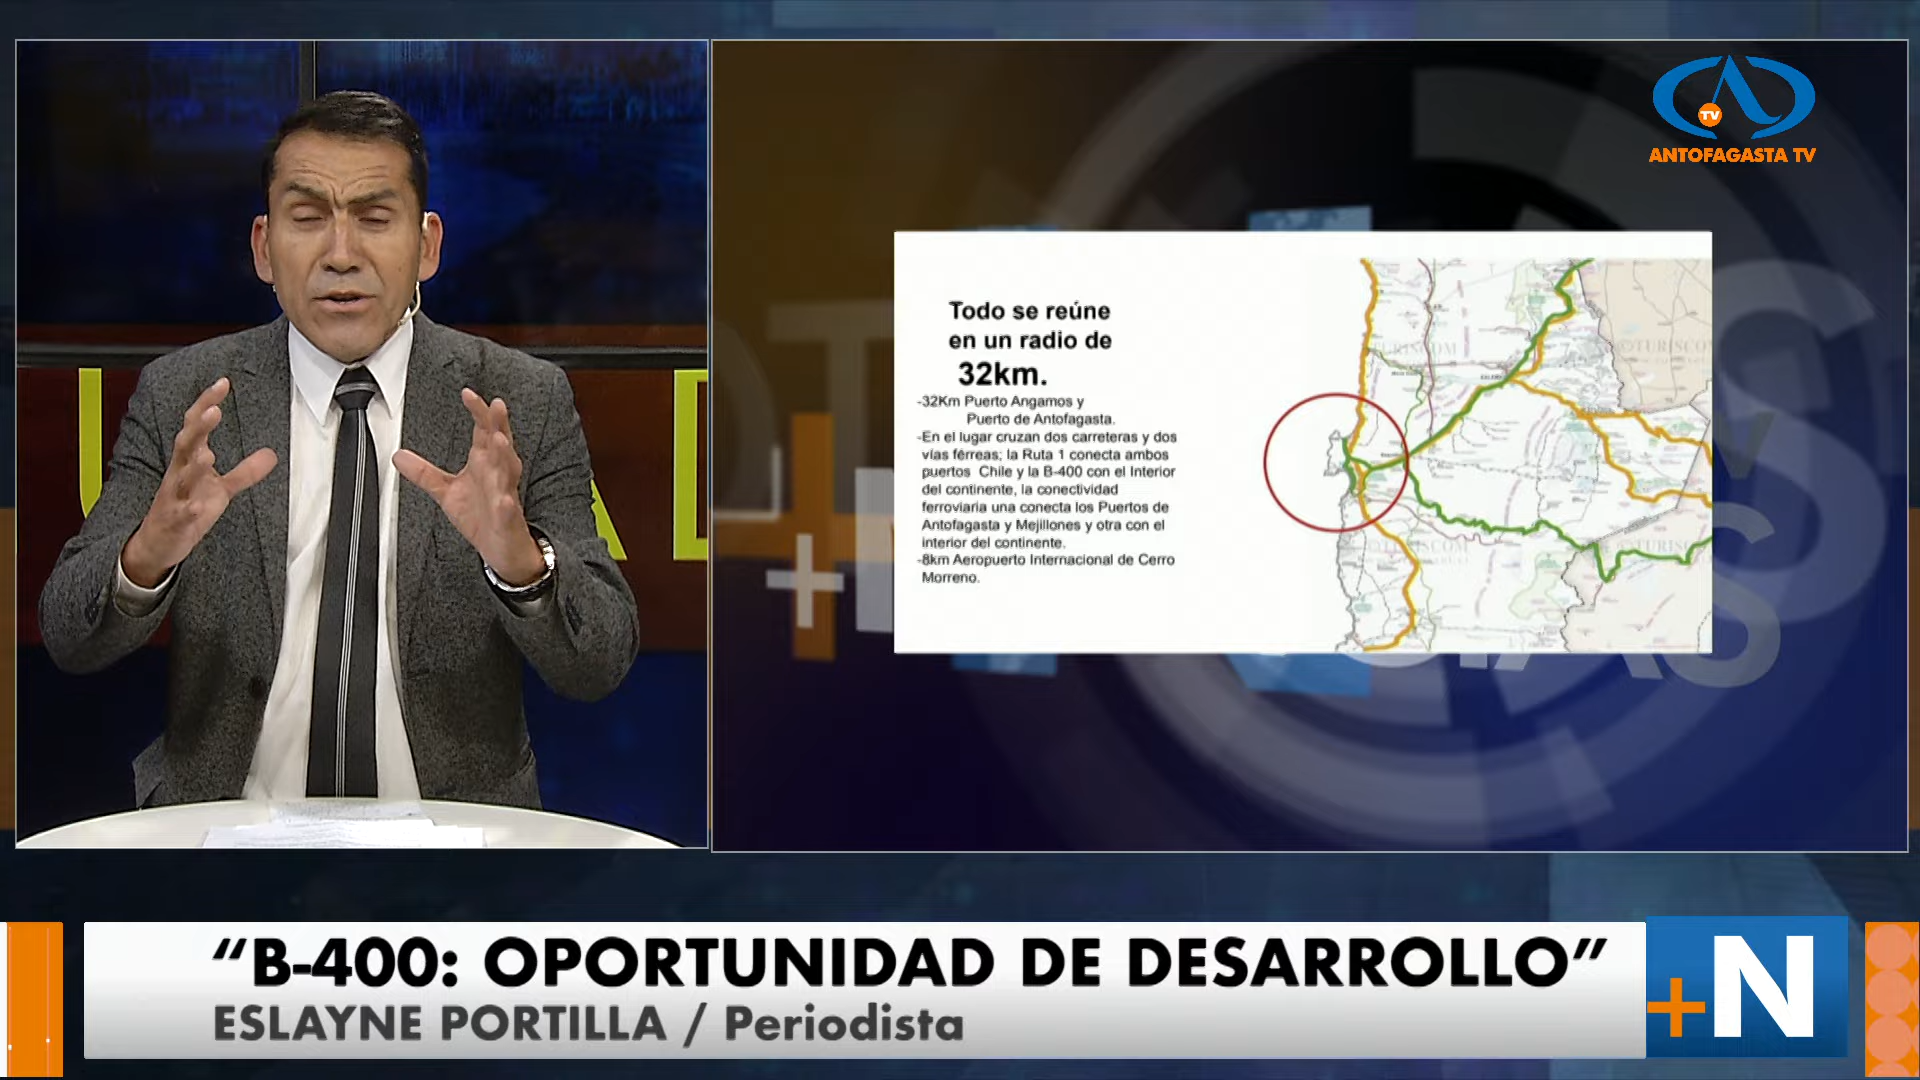 TV
ANTOFAGASTA TV
Todo se reúne
en un radio de
32km.
-32Km Puerto Angamos y
Puerto de Antofagasta.
-En el lugar cruzan dos carreteras y dos
vías férreas; la Ruta 1 conecta ambos
puertos Chile y la B-400 con el Interior
del continente, la conectividad
ferroviaria una conecta los Puertos de
Antofagasta y Mejillones y otra con el
interior del continente.
-8km Aeropuerto Internacional de Cerro
Morreno.
“B-400: OPORTUNIDAD DE DESARROLLO”
ESLAYNE PORTILLA / Periodista
+N